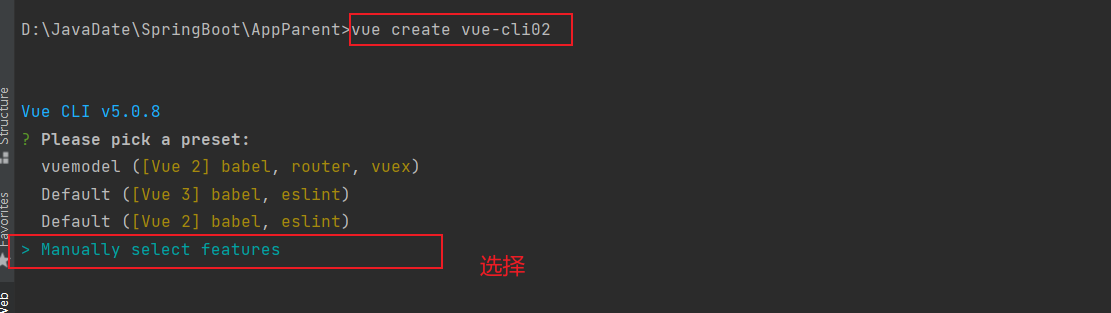 D:\JavaDate\SpringBoot\AppParent>vue create vue-cli02
Vue CLI v5.0.8
? Please pick a preset:
vuemodel ([Vue 2] babel, router, vuex)
Default ([Vue 3] babel, eslint)
Default ([Vue 2] babel, eslint)
> Manually select features
选择
Structure
Favorites